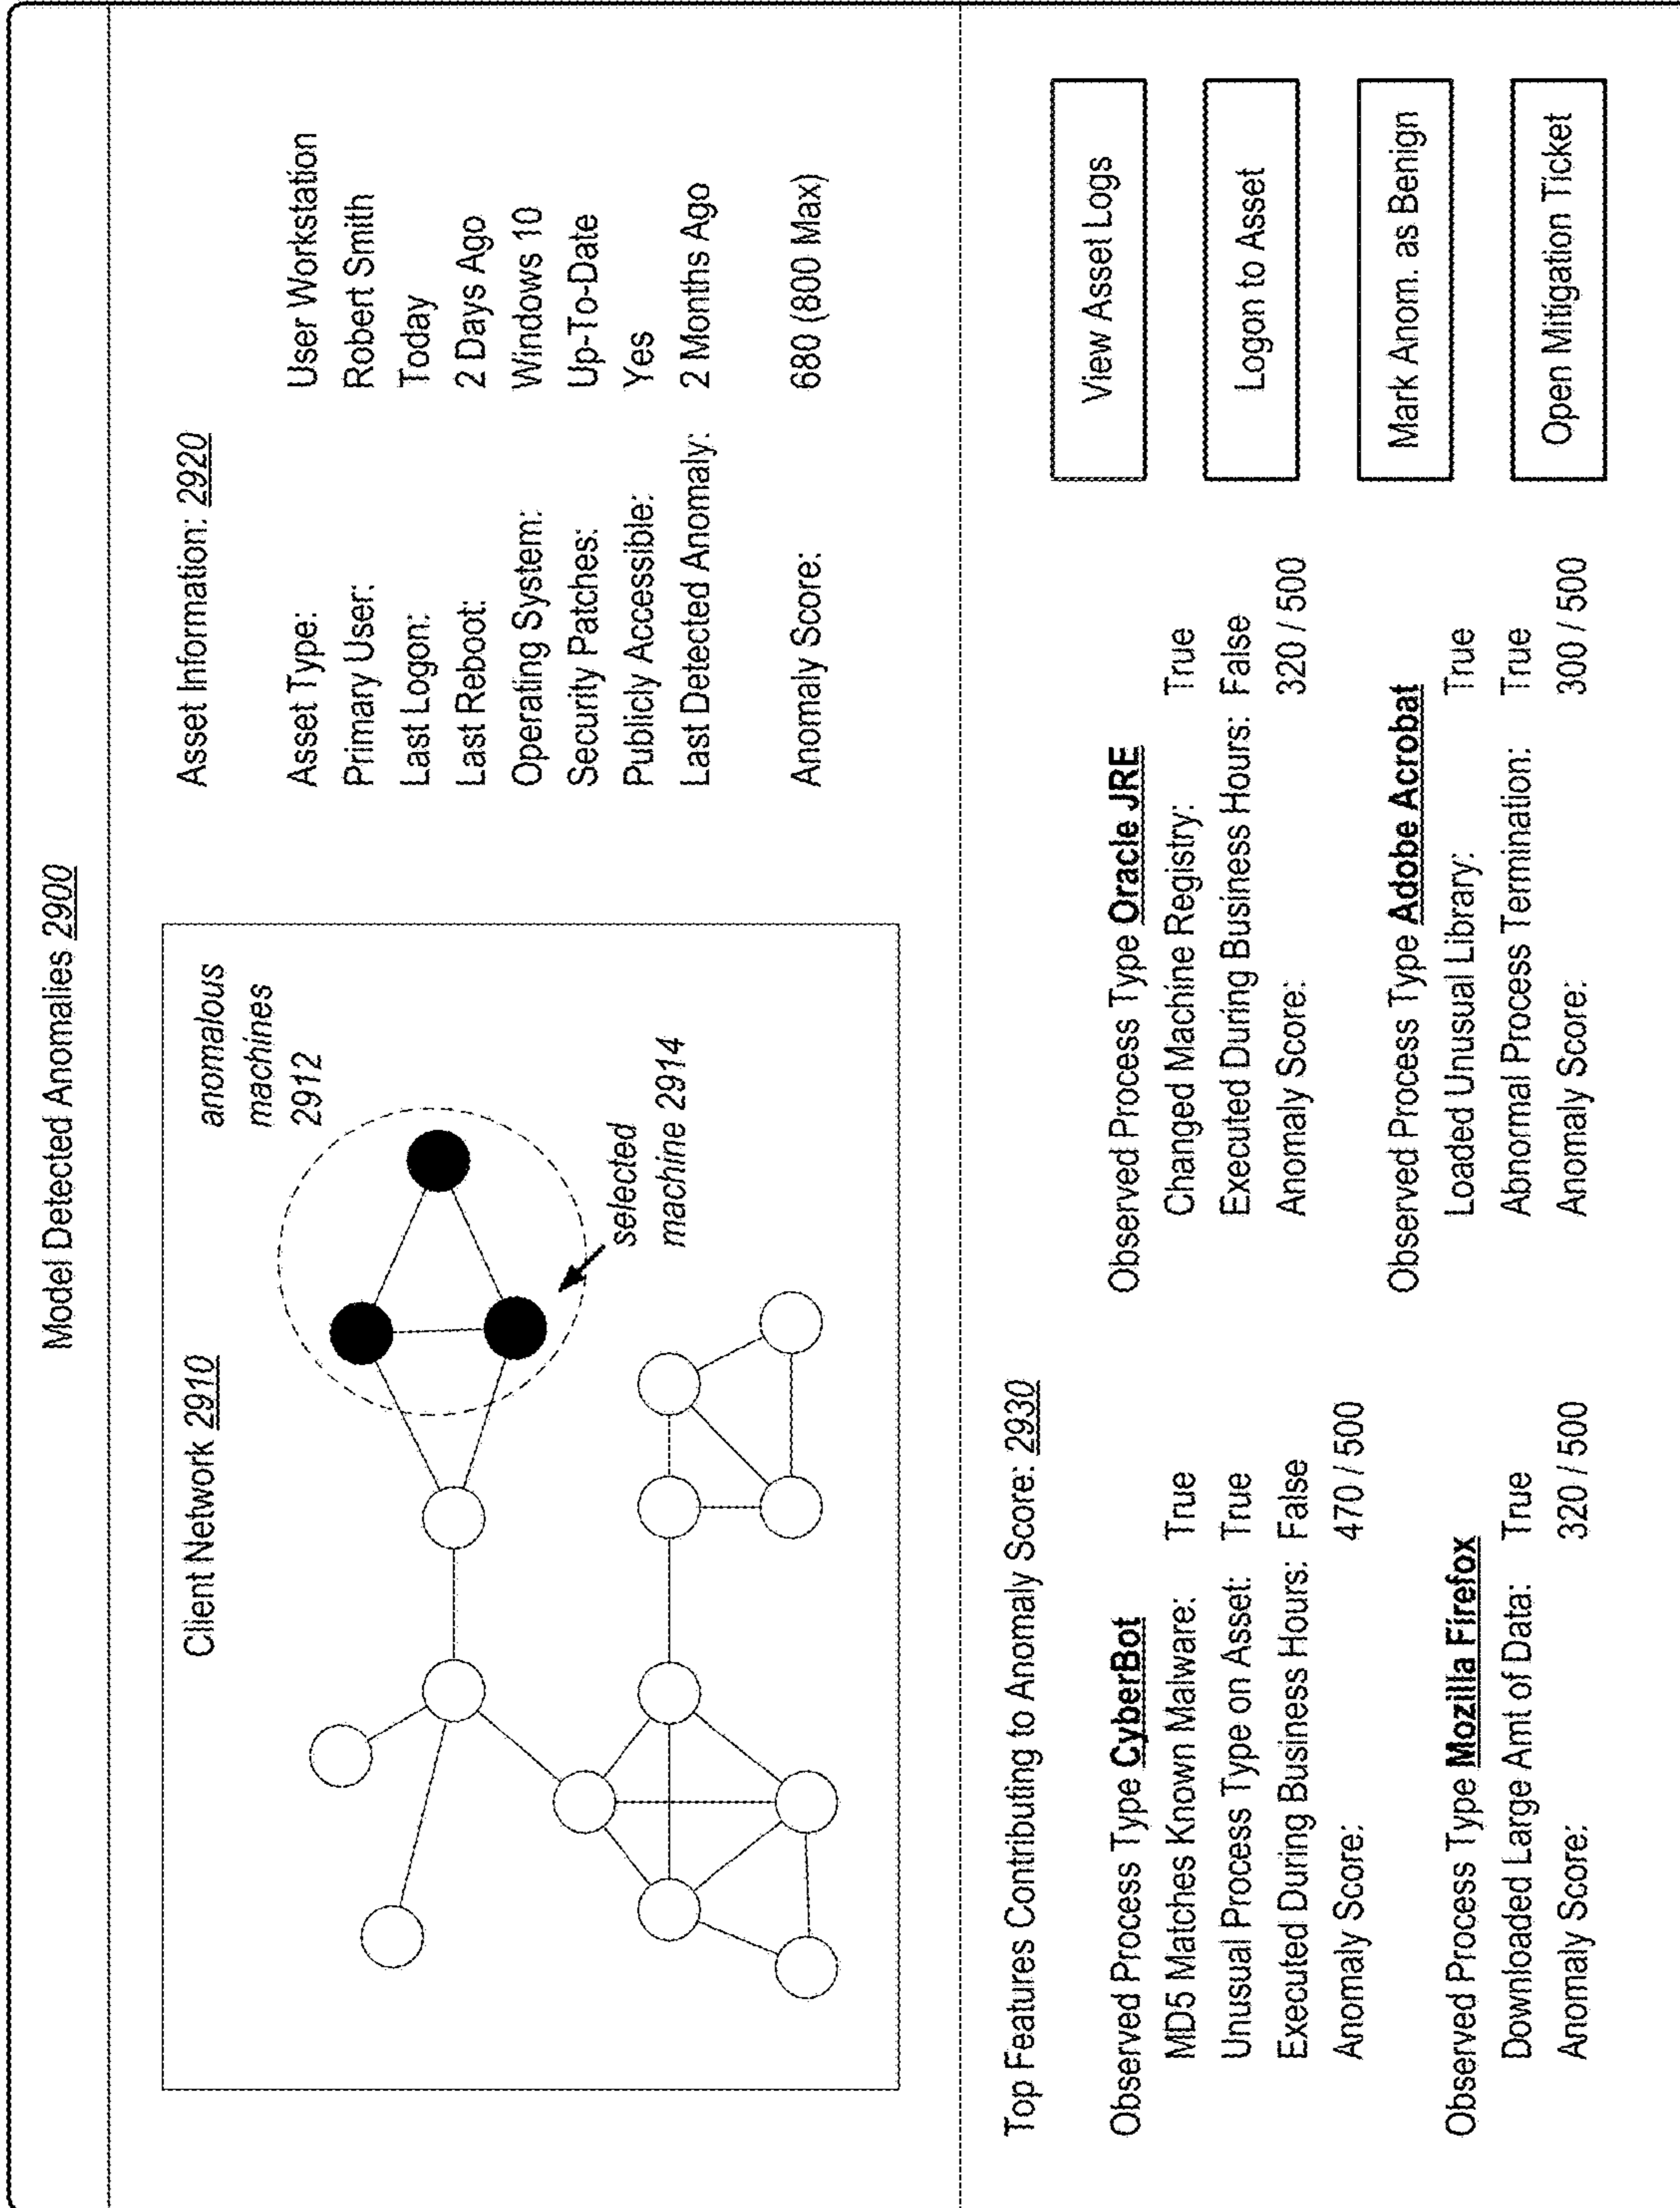 Model Detected Anomalies 2900
Client Network 2910
anomalous
machines
2912
selected
machine 2914
Asset Information: 2920
Asset Type: User Workstation
Primary User: Robert Smith
Last Logon: Today
Last Reboot: 2 Days Ago
Operating System: Windows 10
Security Patches: Up-To-Date
Publicly Accessible: Yes
Last Detected Anomaly: 2 Months Ago
Anomaly Score: 680 (800 Max)
Top Features Contributing to Anomaly Score: 2930
Observed Process Type CyberBot
MD5 Matches Known Malware: True
Unusual Process Type on Asset: True
Executed During Business Hours: False
Anomaly Score: 470 / 500
Observed Process Type Mozilla Firefox
Downloaded Large Amt of Data: True
Anomaly Score: 320 / 500
Observed Process Type Oracle JRE
Changed Machine Registry: True
Executed During Business Hours: False
Anomaly Score: 320 / 500
Observed Process Type Adobe Acrobat
Loaded Unusual Library: True
Abnormal Process Termination: True
Anomaly Score: 300 / 500
View Asset Logs
Logon to Asset
Mark Anom. as Benign
Open Mitigation Ticket